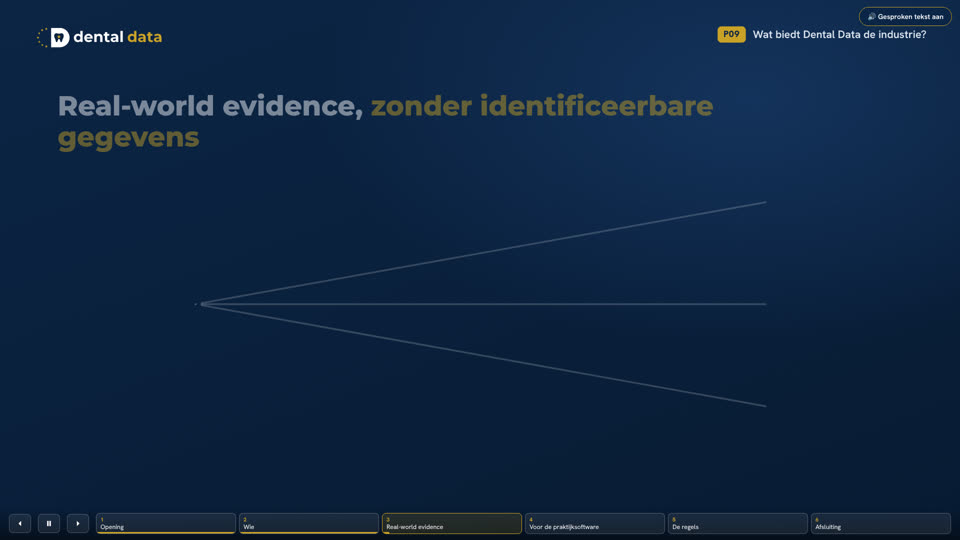 🔊 Gesproken tekst aan
dental data
P09 Wat biedt Dental Data de industrie?
Real-world evidence, zonder identificeerbare
gegevens
1
Opening
2
Wie
3
Real-world evidence
4
Voor de praktijksoftware
5
De regels
6
Afsluiting